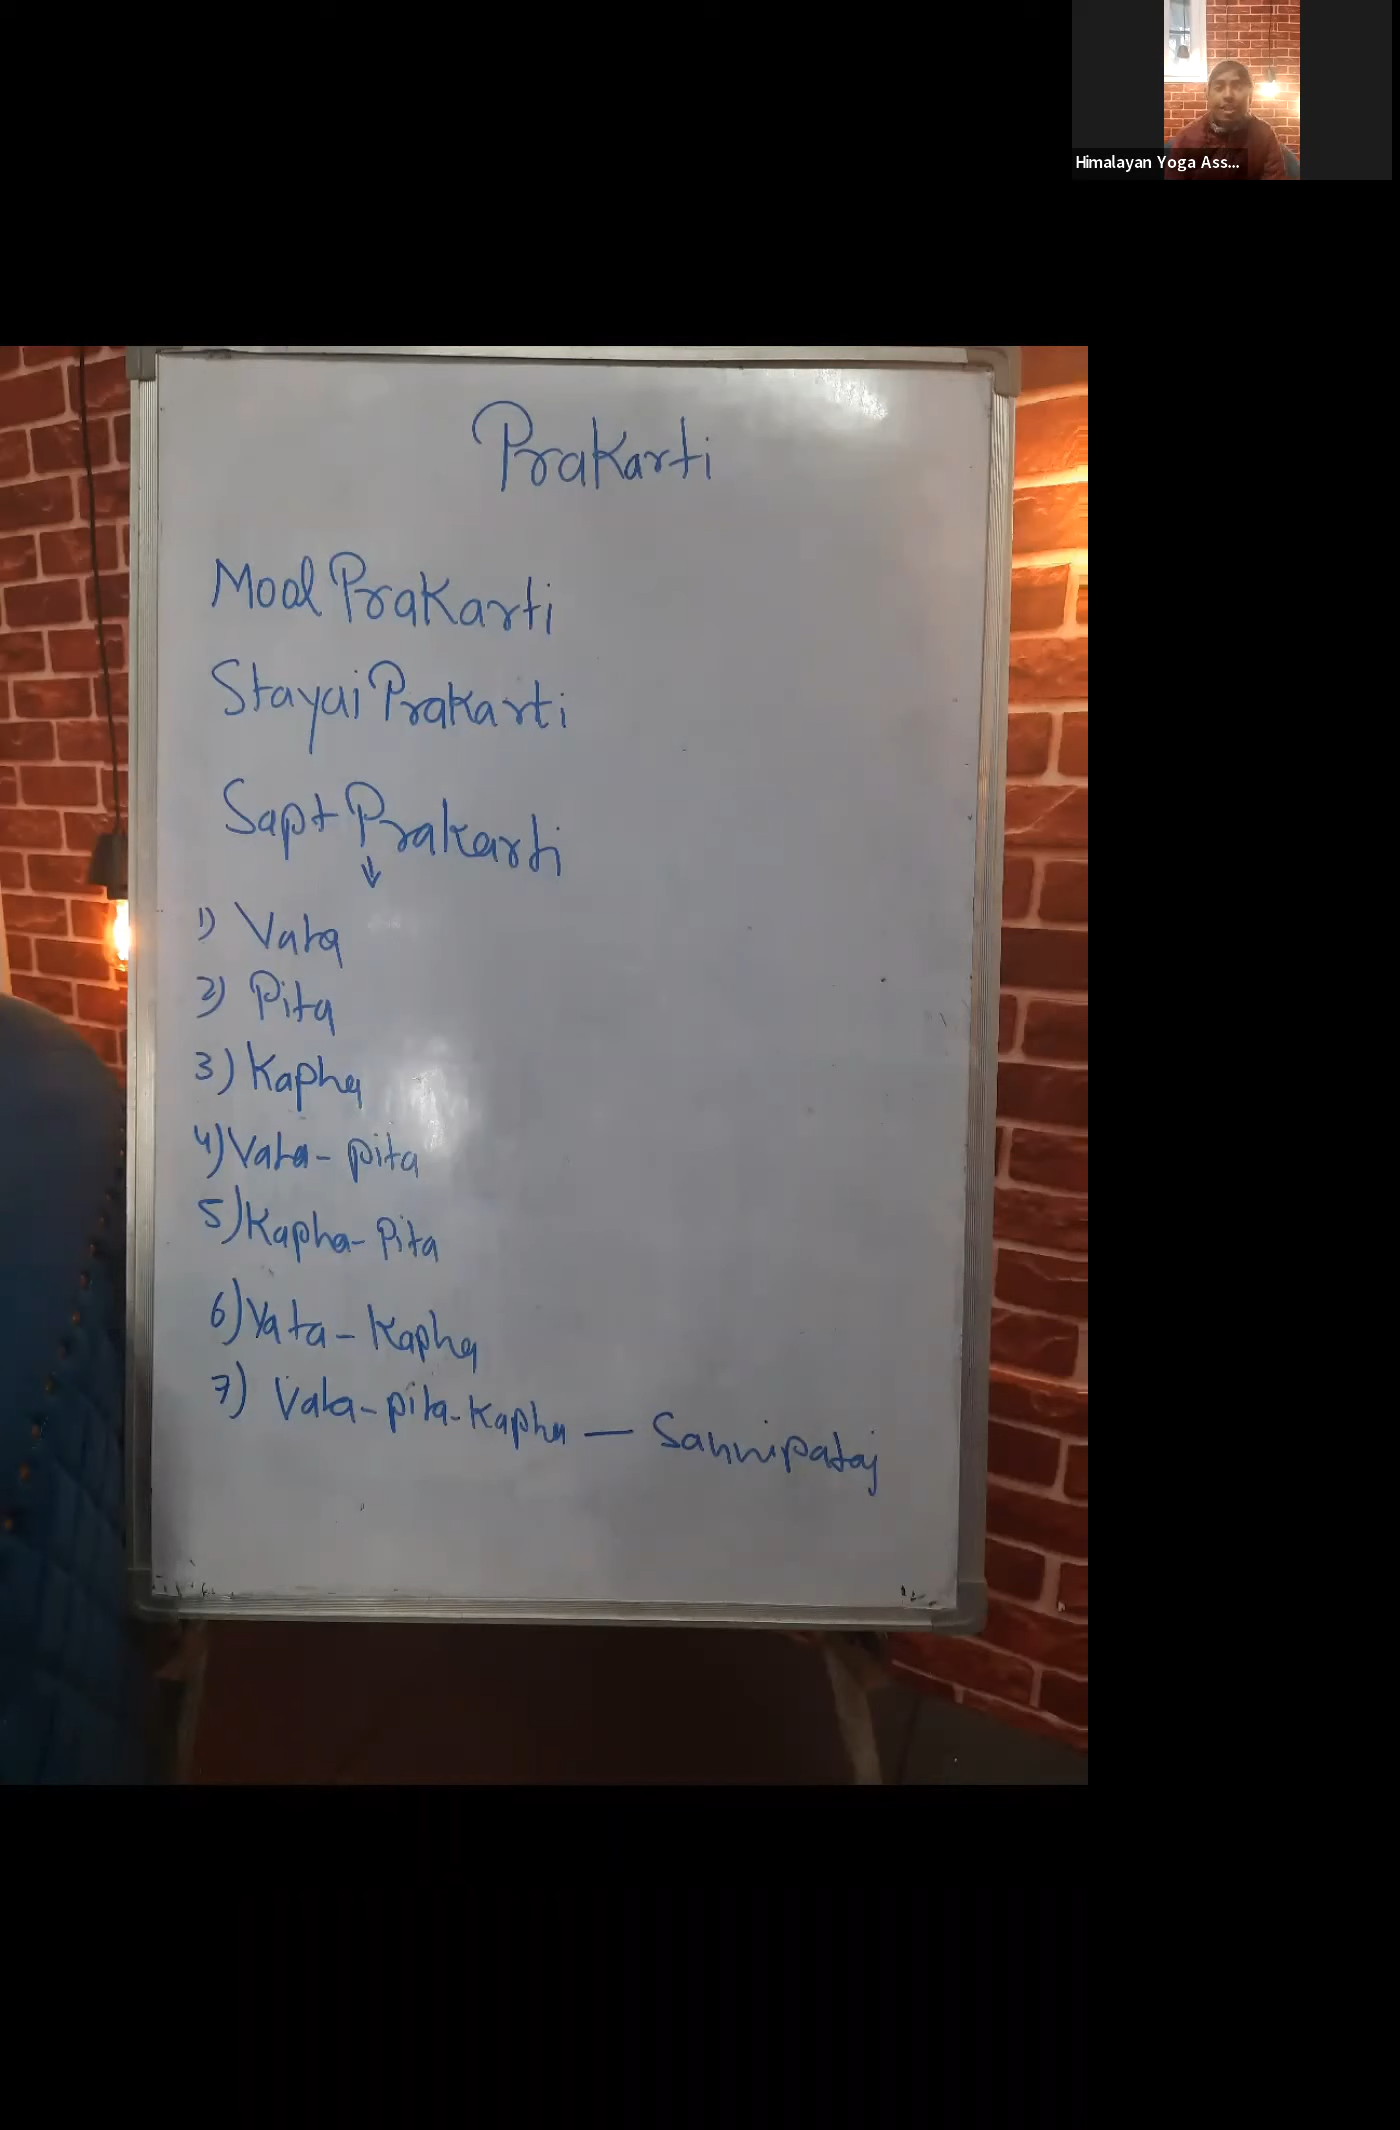 Himalayan Yoga Ass...
Prakarti
Mool Prakarti
Stayai Prakarti
Sapt Prakarti
↓
1) Vata
2) Pita
3) Kapha
4) Vata - pita
5) Kapha - Pita
6) Vata - Kapha
7) Vata - pita - Kapha — Sannipataj